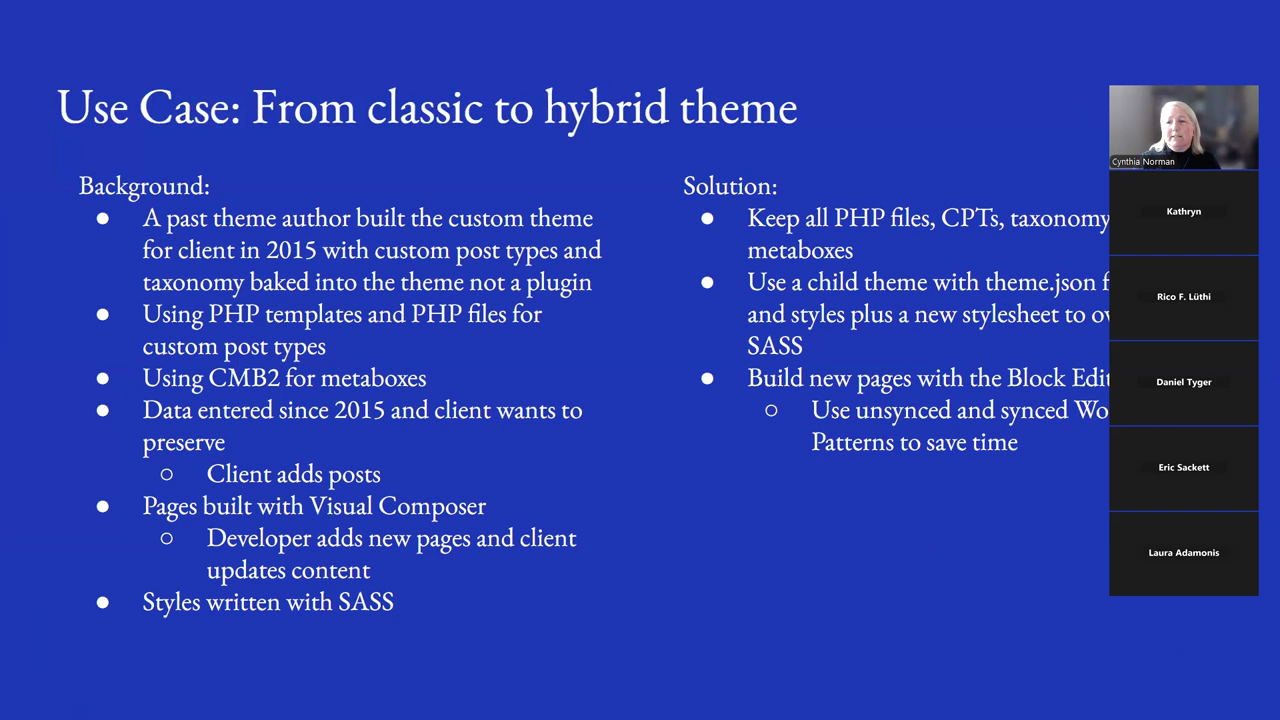 Use Case: From classic to hybrid theme
Background:
● A past theme author built the custom theme
for client in 2015 with custom post types and
taxonomy baked into the theme not a plugin
● Using PHP templates and PHP files for
custom post types
● Using CMB2 for metaboxes
● Data entered since 2015 and client wants to
preserve
○ Client adds posts
● Pages built with Visual Composer
○ Developer adds new pages and client
updates content
● Styles written with SASS
Solution:
● Keep all PHP files, CPTs, taxonomy
metaboxes
● Use a child theme with theme.json
and styles plus a new stylesheet to
SASS
● Build new pages with the Block
○ Use unsynced and synced
Patterns to save time
Cynthia Norman
Kathryn
Rico F. Lüthi
Daniel Tyger
Eric Sackett
Laura Adamonis